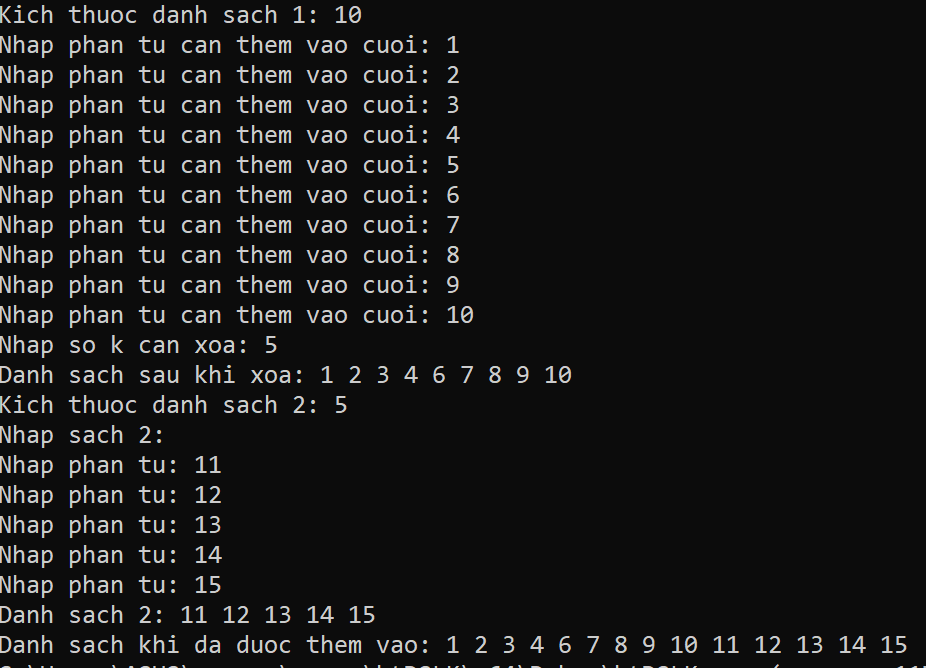 Kich thuoc danh sach 1: 10
Nhap phan tu can them vao cuoi: 1
Nhap phan tu can them vao cuoi: 2
Nhap phan tu can them vao cuoi: 3
Nhap phan tu can them vao cuoi: 4
Nhap phan tu can them vao cuoi: 5
Nhap phan tu can them vao cuoi: 6
Nhap phan tu can them vao cuoi: 7
Nhap phan tu can them vao cuoi: 8
Nhap phan tu can them vao cuoi: 9
Nhap phan tu can them vao cuoi: 10
Nhap so k can xoa: 5
Danh sach sau khi xoa: 1 2 3 4 6 7 8 9 10
Kich thuoc danh sach 2: 5
Nhap sach 2:
Nhap phan tu: 11
Nhap phan tu: 12
Nhap phan tu: 13
Nhap phan tu: 14
Nhap phan tu: 15
Danh sach 2: 11 12 13 14 15
Danh sach khi da duoc them vao: 1 2 3 4 6 7 8 9 10 11 12 13 14 15